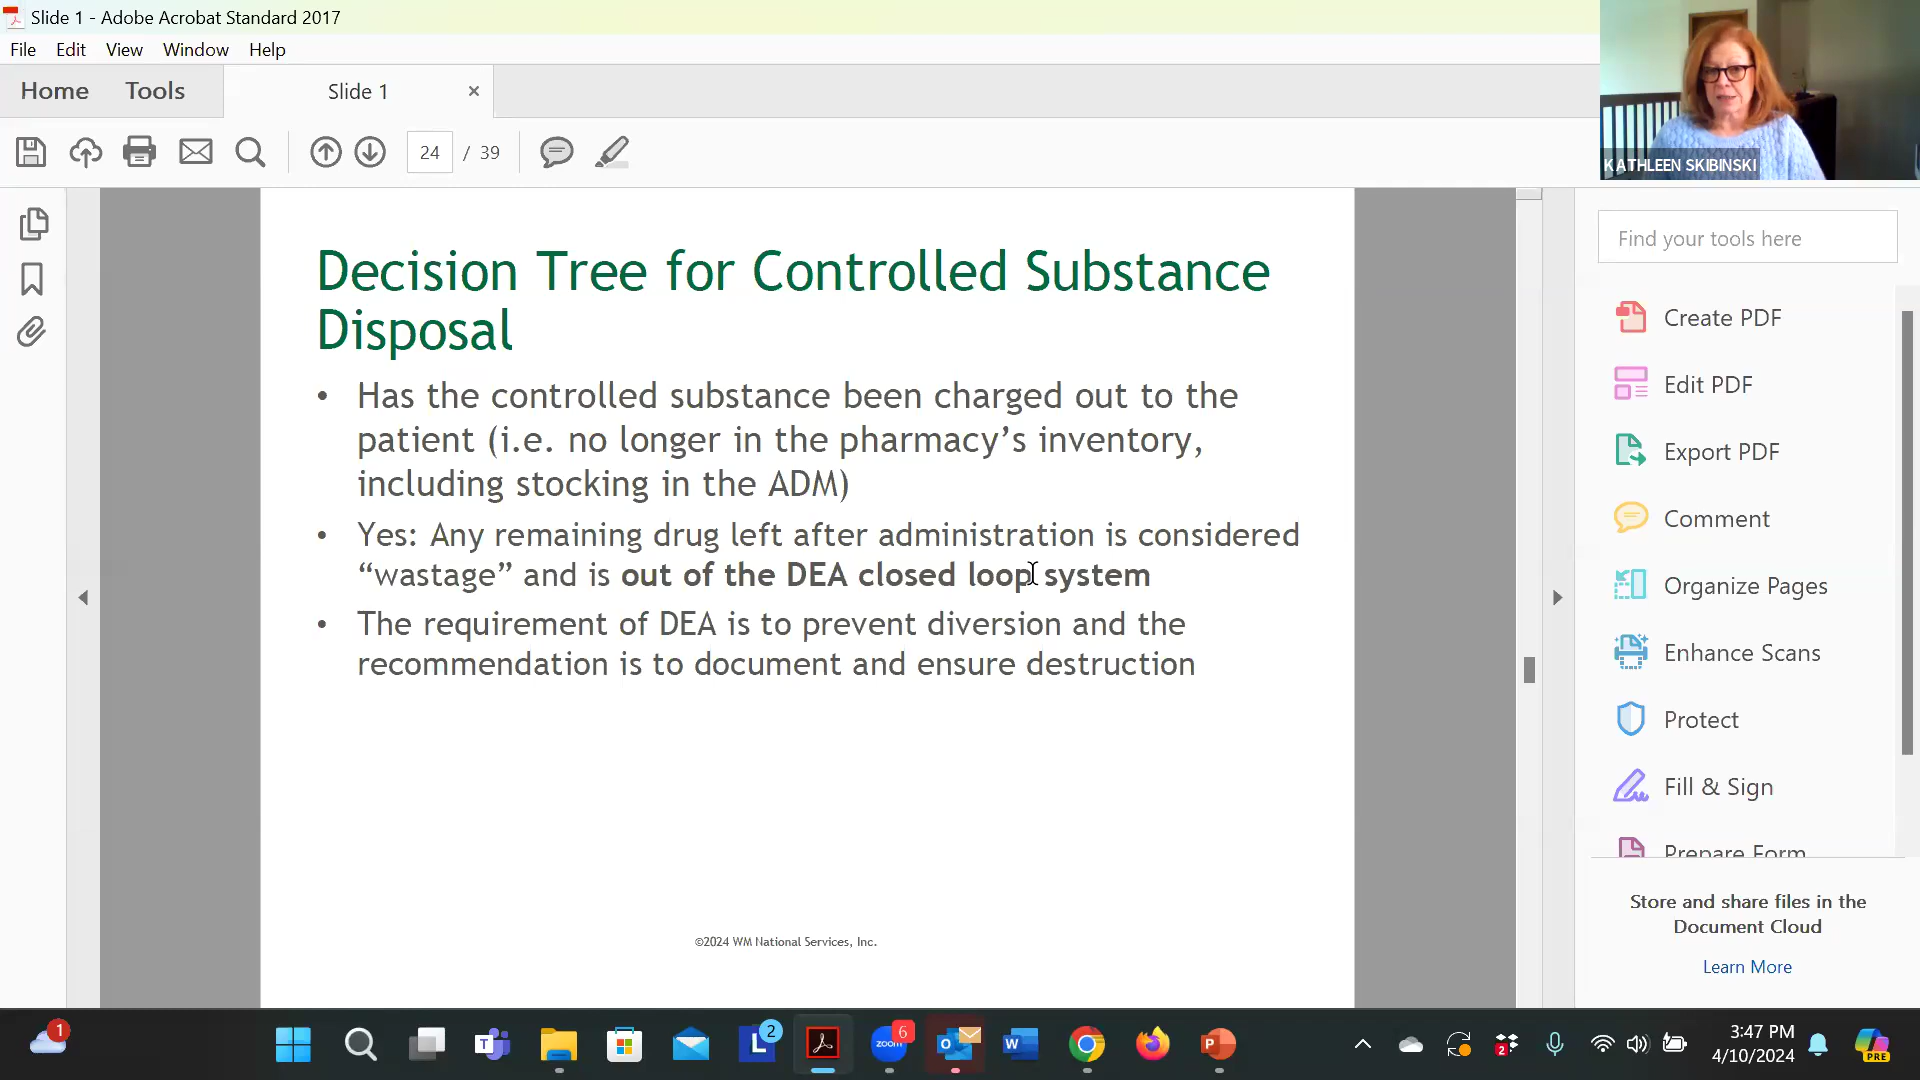 Slide 1 - Adobe Acrobat Standard 2017
File Edit View Window Help
Home Tools Slide 1 ×
24 / 39
KATHLEEN SKIBINSKI
Find your tools here
Decision Tree for Controlled Substance
Disposal
• Has the controlled substance been charged out to the
patient (i.e. no longer in the pharmacy’s inventory,
including stocking in the ADM)
• Yes: Any remaining drug left after administration is considered
“wastage” and is out of the DEA closed loop system
• The requirement of DEA is to prevent diversion and the
recommendation is to document and ensure destruction
©2024 WM National Services, Inc.
Create PDF
Edit PDF
Export PDF
Comment
Organize Pages
Enhance Scans
Protect
Fill & Sign
Prepare Form
Store and share files in the
Document Cloud
Learn More
1
T
L
2
zoom
6
O
W
P
2
3:47 PM
4/10/2024
PRE